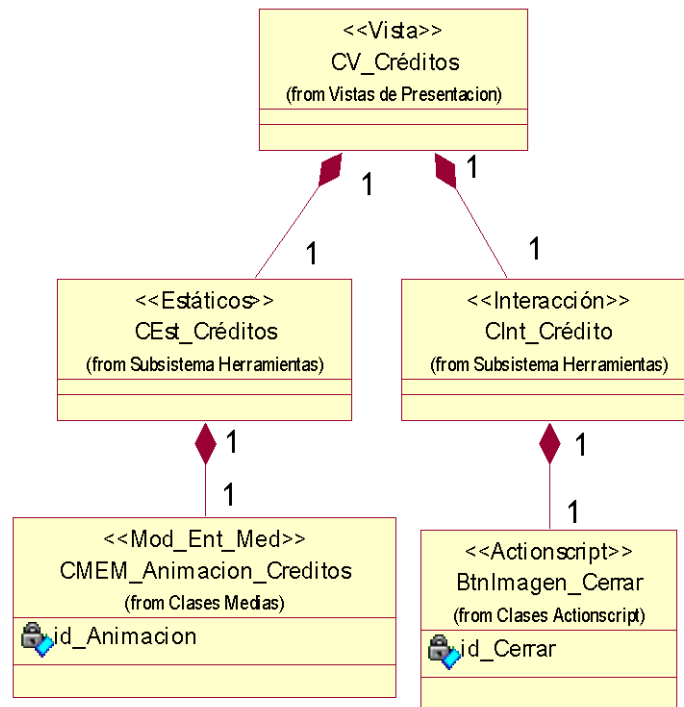 <<Vista>>
CV_Créditos
(from Vistas de Presentacion)
1
1
1
1
<<Estáticos>>
CEst_Créditos
(from Subsistema Herramientas)
<<Interacción>>
CInt_Crédito
(from Subsistema Herramientas)
1
1
1
1
<<Mod_Ent_Med>>
CMEM_Animacion_Creditos
(from Clases Medias)
id_Animacion
<<Actionscript>>
BtnImagen_Cerrar
(from Clases Actionscript)
id_Cerrar